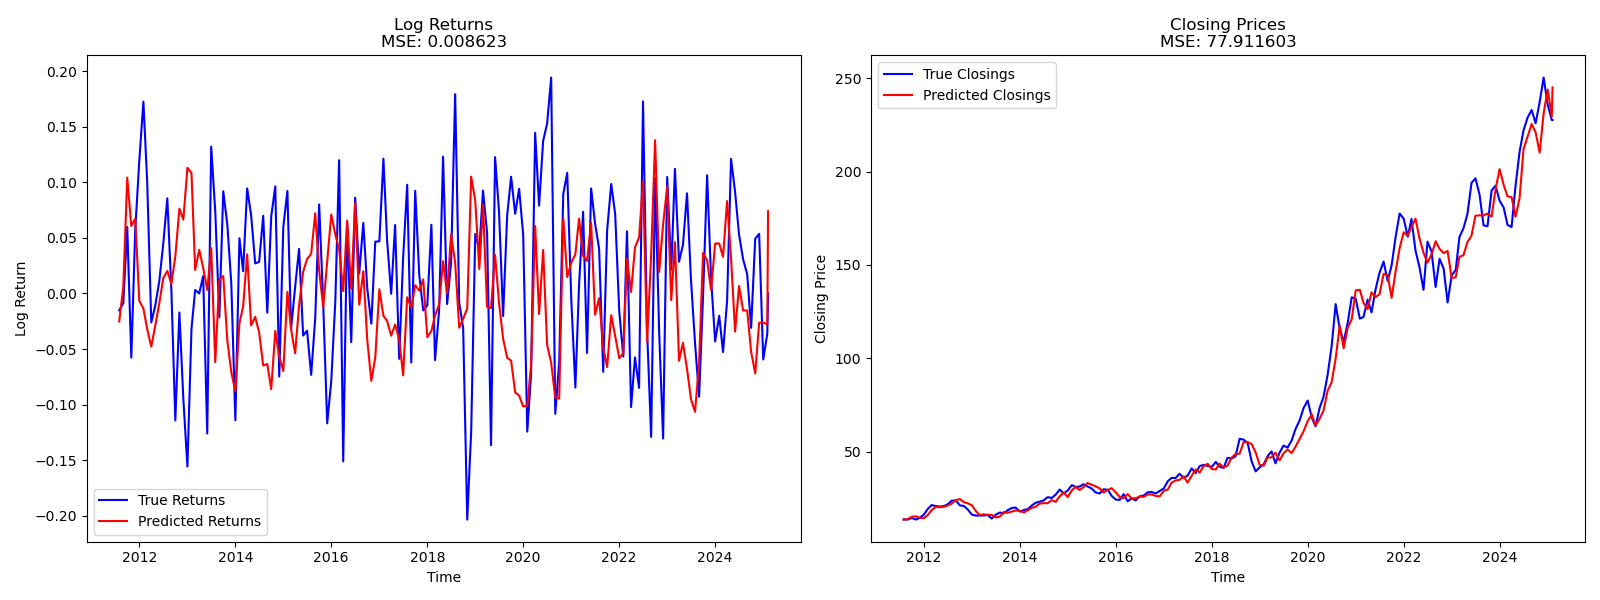 Log Returns
MSE: 0.008623
0.20
0.15
0.10
0.05
0.00
−0.05
−0.10
−0.15
−0.20
Log Return
True Returns
Predicted Returns
2012
2014
2016
2018
2020
2022
2024
Time
Closing Prices
MSE: 77.911603
250
200
150
100
50
Closing Price
True Closings
Predicted Closings
2012
2014
2016
2018
2020
2022
2024
Time